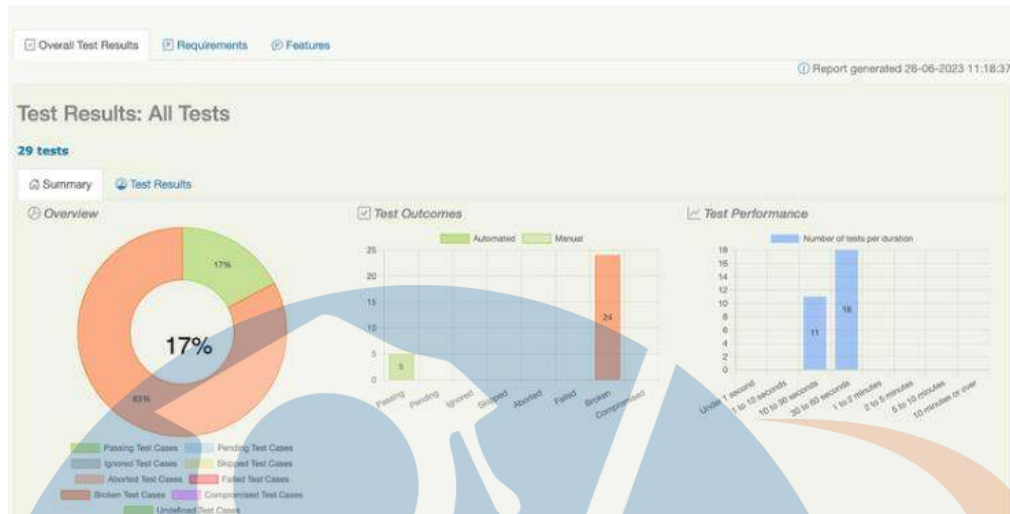 Overall Test Results Requirements Features
Report generated 26-06-2023 11:18:37
Test Results: All Tests
29 tests
Summary Test Results
Overview
17%
83%
17%
Passing Test Cases Pending Test Cases
Ignored Test Cases Skipped Test Cases
Aborted Test Cases Failed Test Cases
Broken Test Cases Compromised Test Cases
Undefined Test Cases
Test Outcomes
Automated Manual
25
20
15
10
5
0
5
24
Passing Pending Ignored Skipped Aborted Failed Broken Compromised
Test Performance
Number of tests per duration
18
16
14
12
10
8
6
4
2
0
11
18
Under 1 second
1 to 10 seconds
10 to 30 seconds
30 to 60 seconds
1 to 2 minutes
2 to 5 minutes
5 to 10 minutes
10 minutes or over